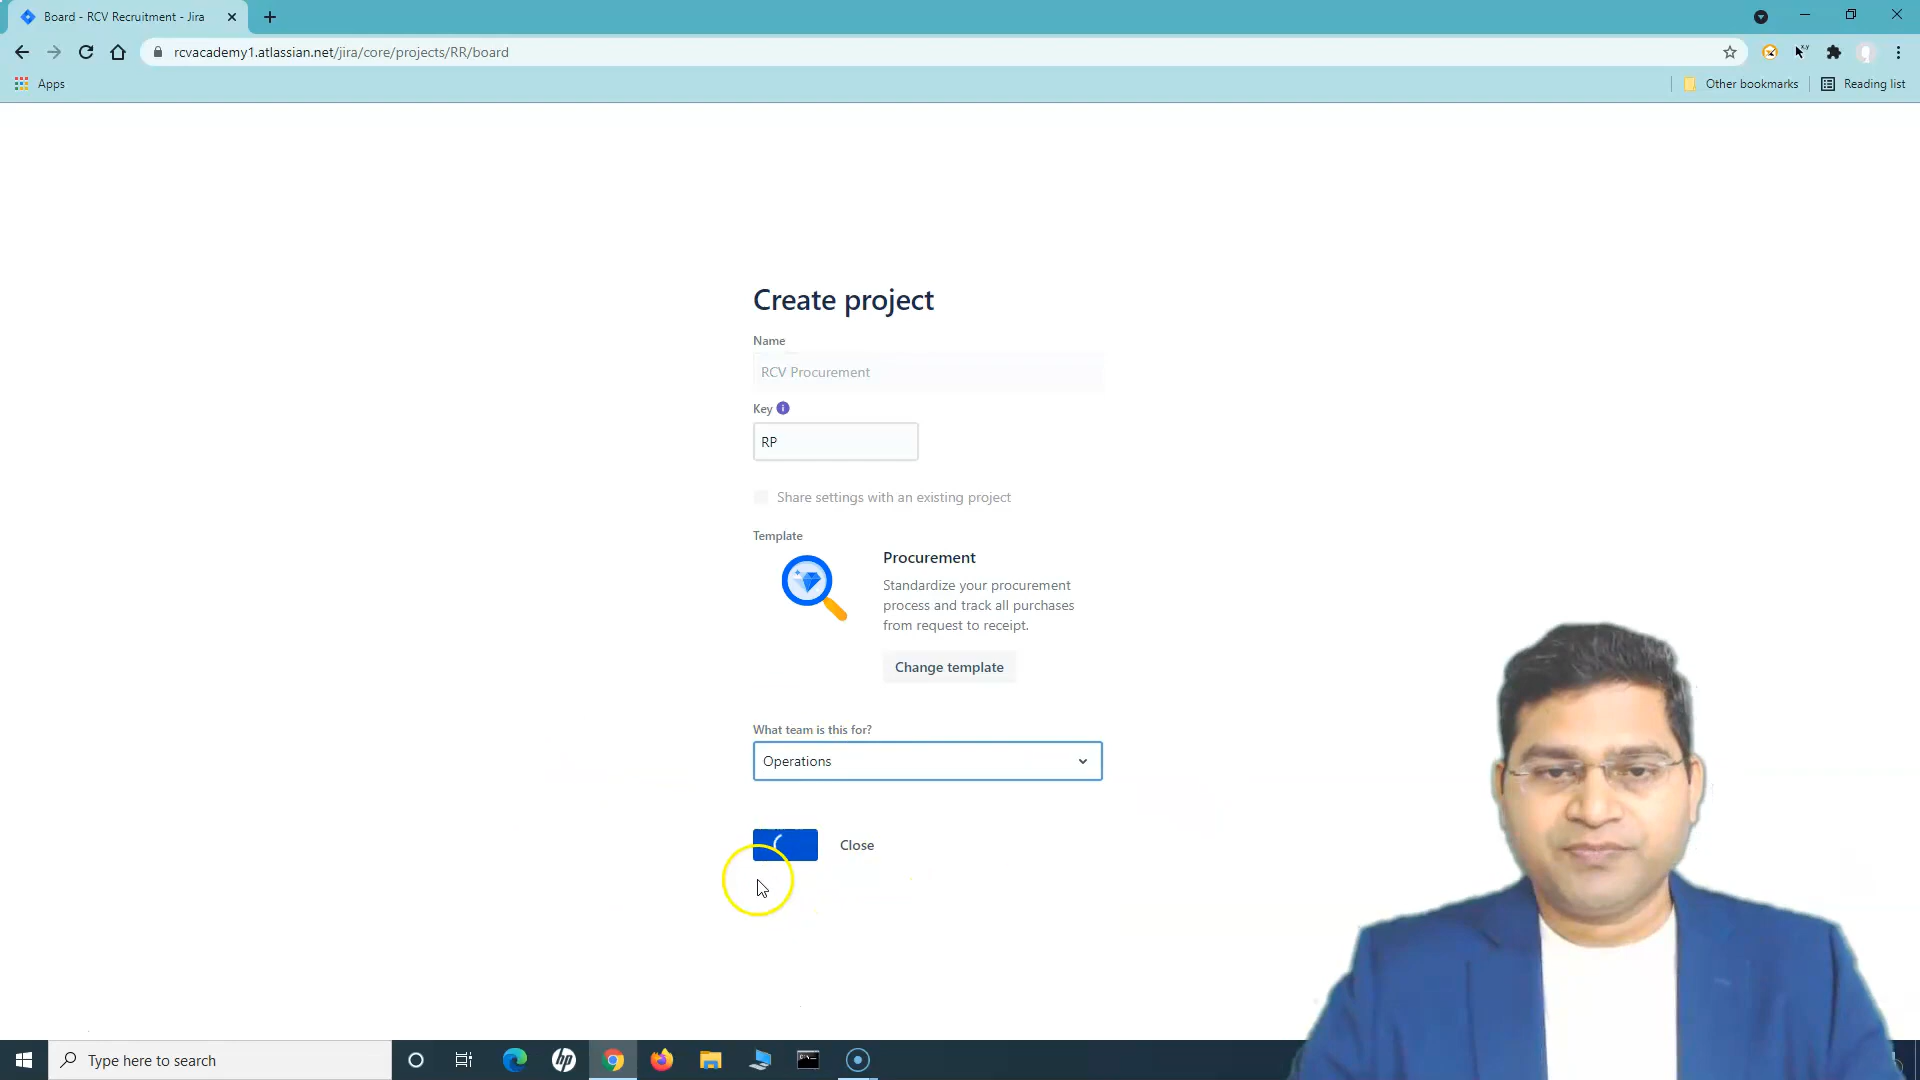 Board - RCV Recruitment - Jira
rcvacademy1.atlassian.net/jira/core/projects/RR/board
Apps
Other bookmarks
Reading list
Create project
Name
RCV Procurement
Key
RP
Share settings with an existing project
Template
Procurement
Standardize your procurement
process and track all purchases
from request to receipt.
Change template
What team is this for?
Operations
Close
Type here to search
hp